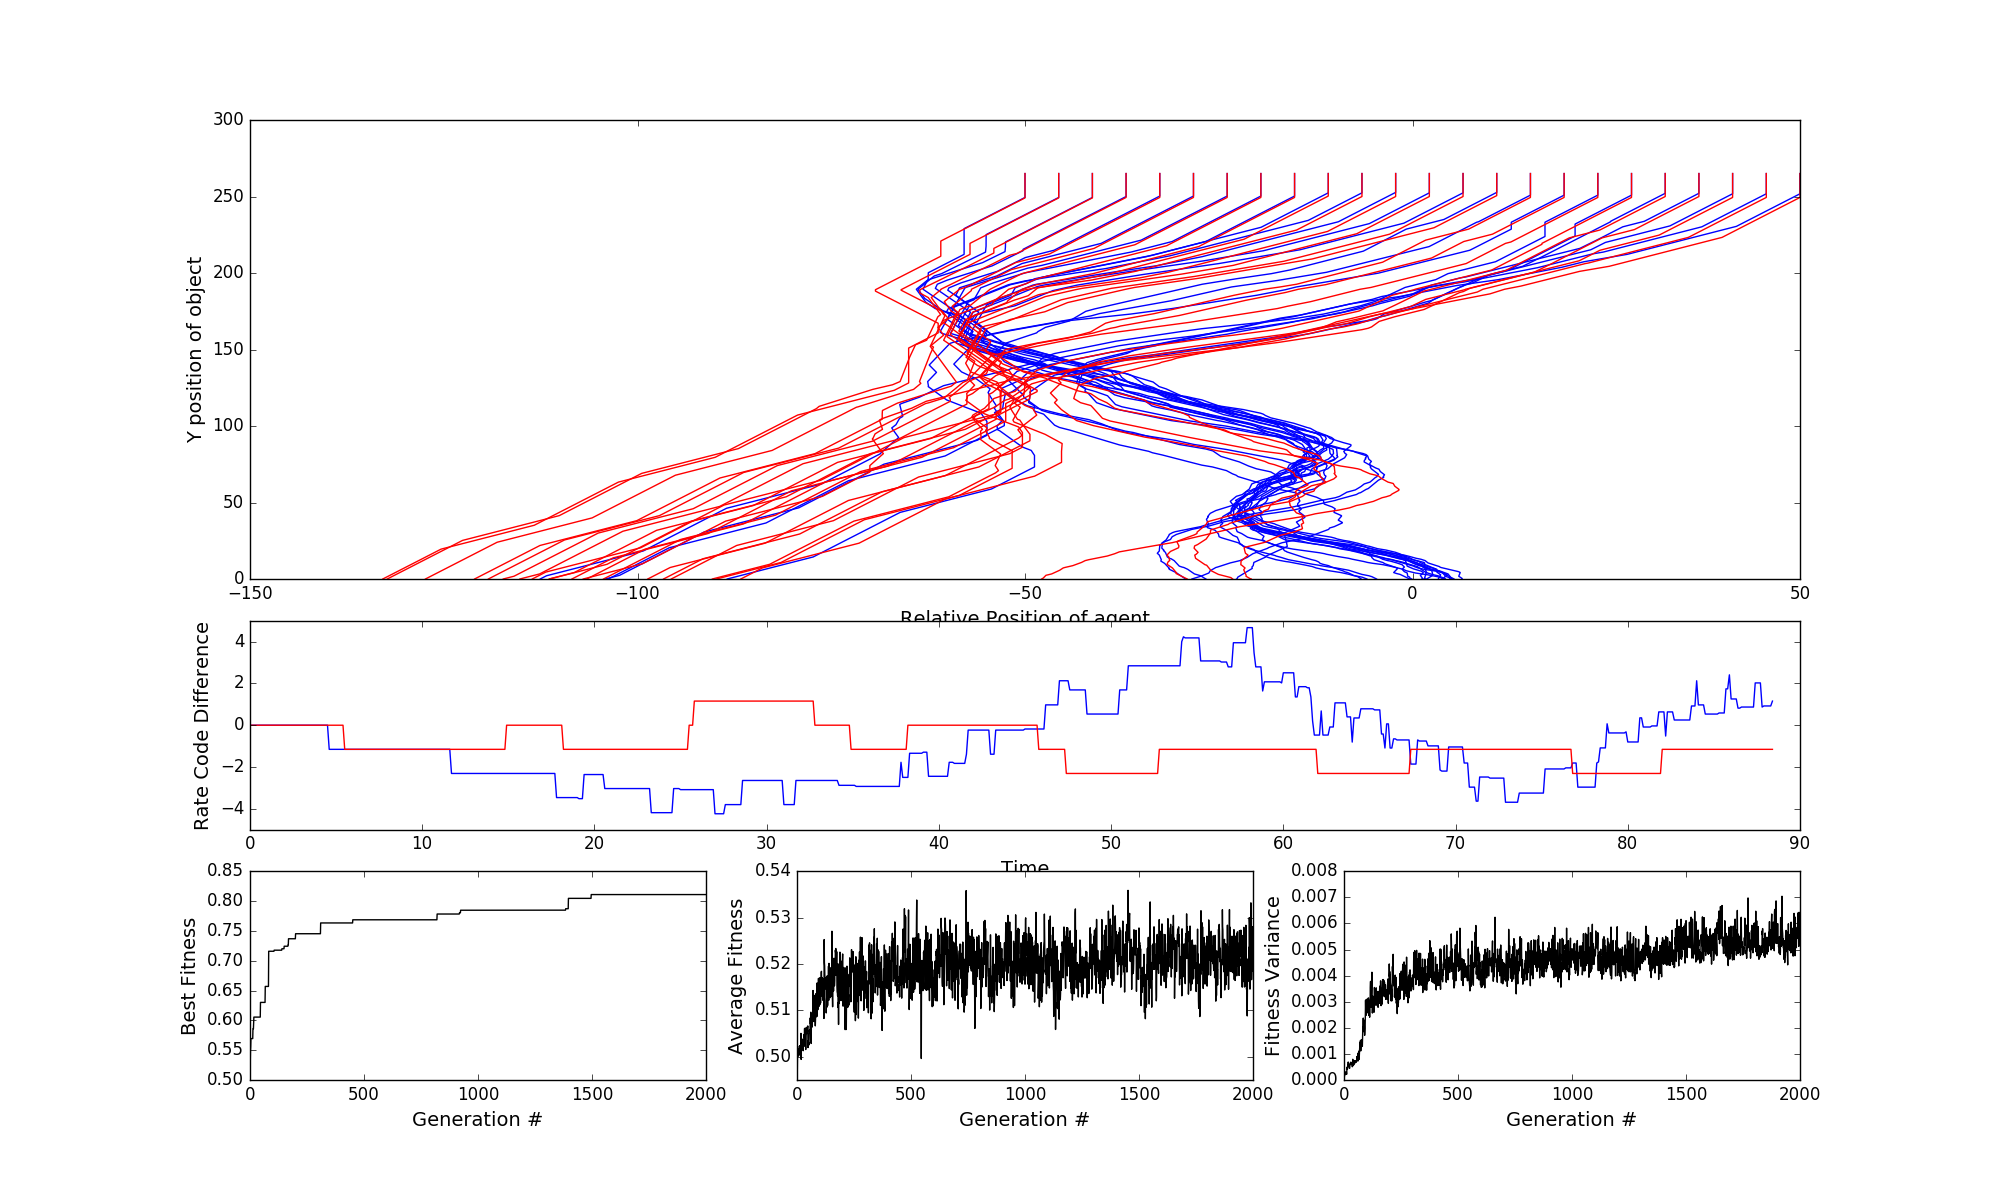 300
250
200
150
100
50
0
Y position of object
−150 −100 −50 0 50
Relative Position of agent
4
2
0
−2
−4
Rate Code Difference
0 10 20 30 40 50 60 70 80 90
Time
0.85
0.80
0.75
0.70
0.65
0.60
0.55
0.50
Best Fitness
0 500 1000 1500 2000
Generation #
0.54
0.53
0.52
0.51
0.50
Average Fitness
0 500 1000 1500 2000
Generation #
0.008
0.007
0.006
0.005
0.004
0.003
0.002
0.001
0.000
Fitness Variance
0 500 1000 1500 2000
Generation #